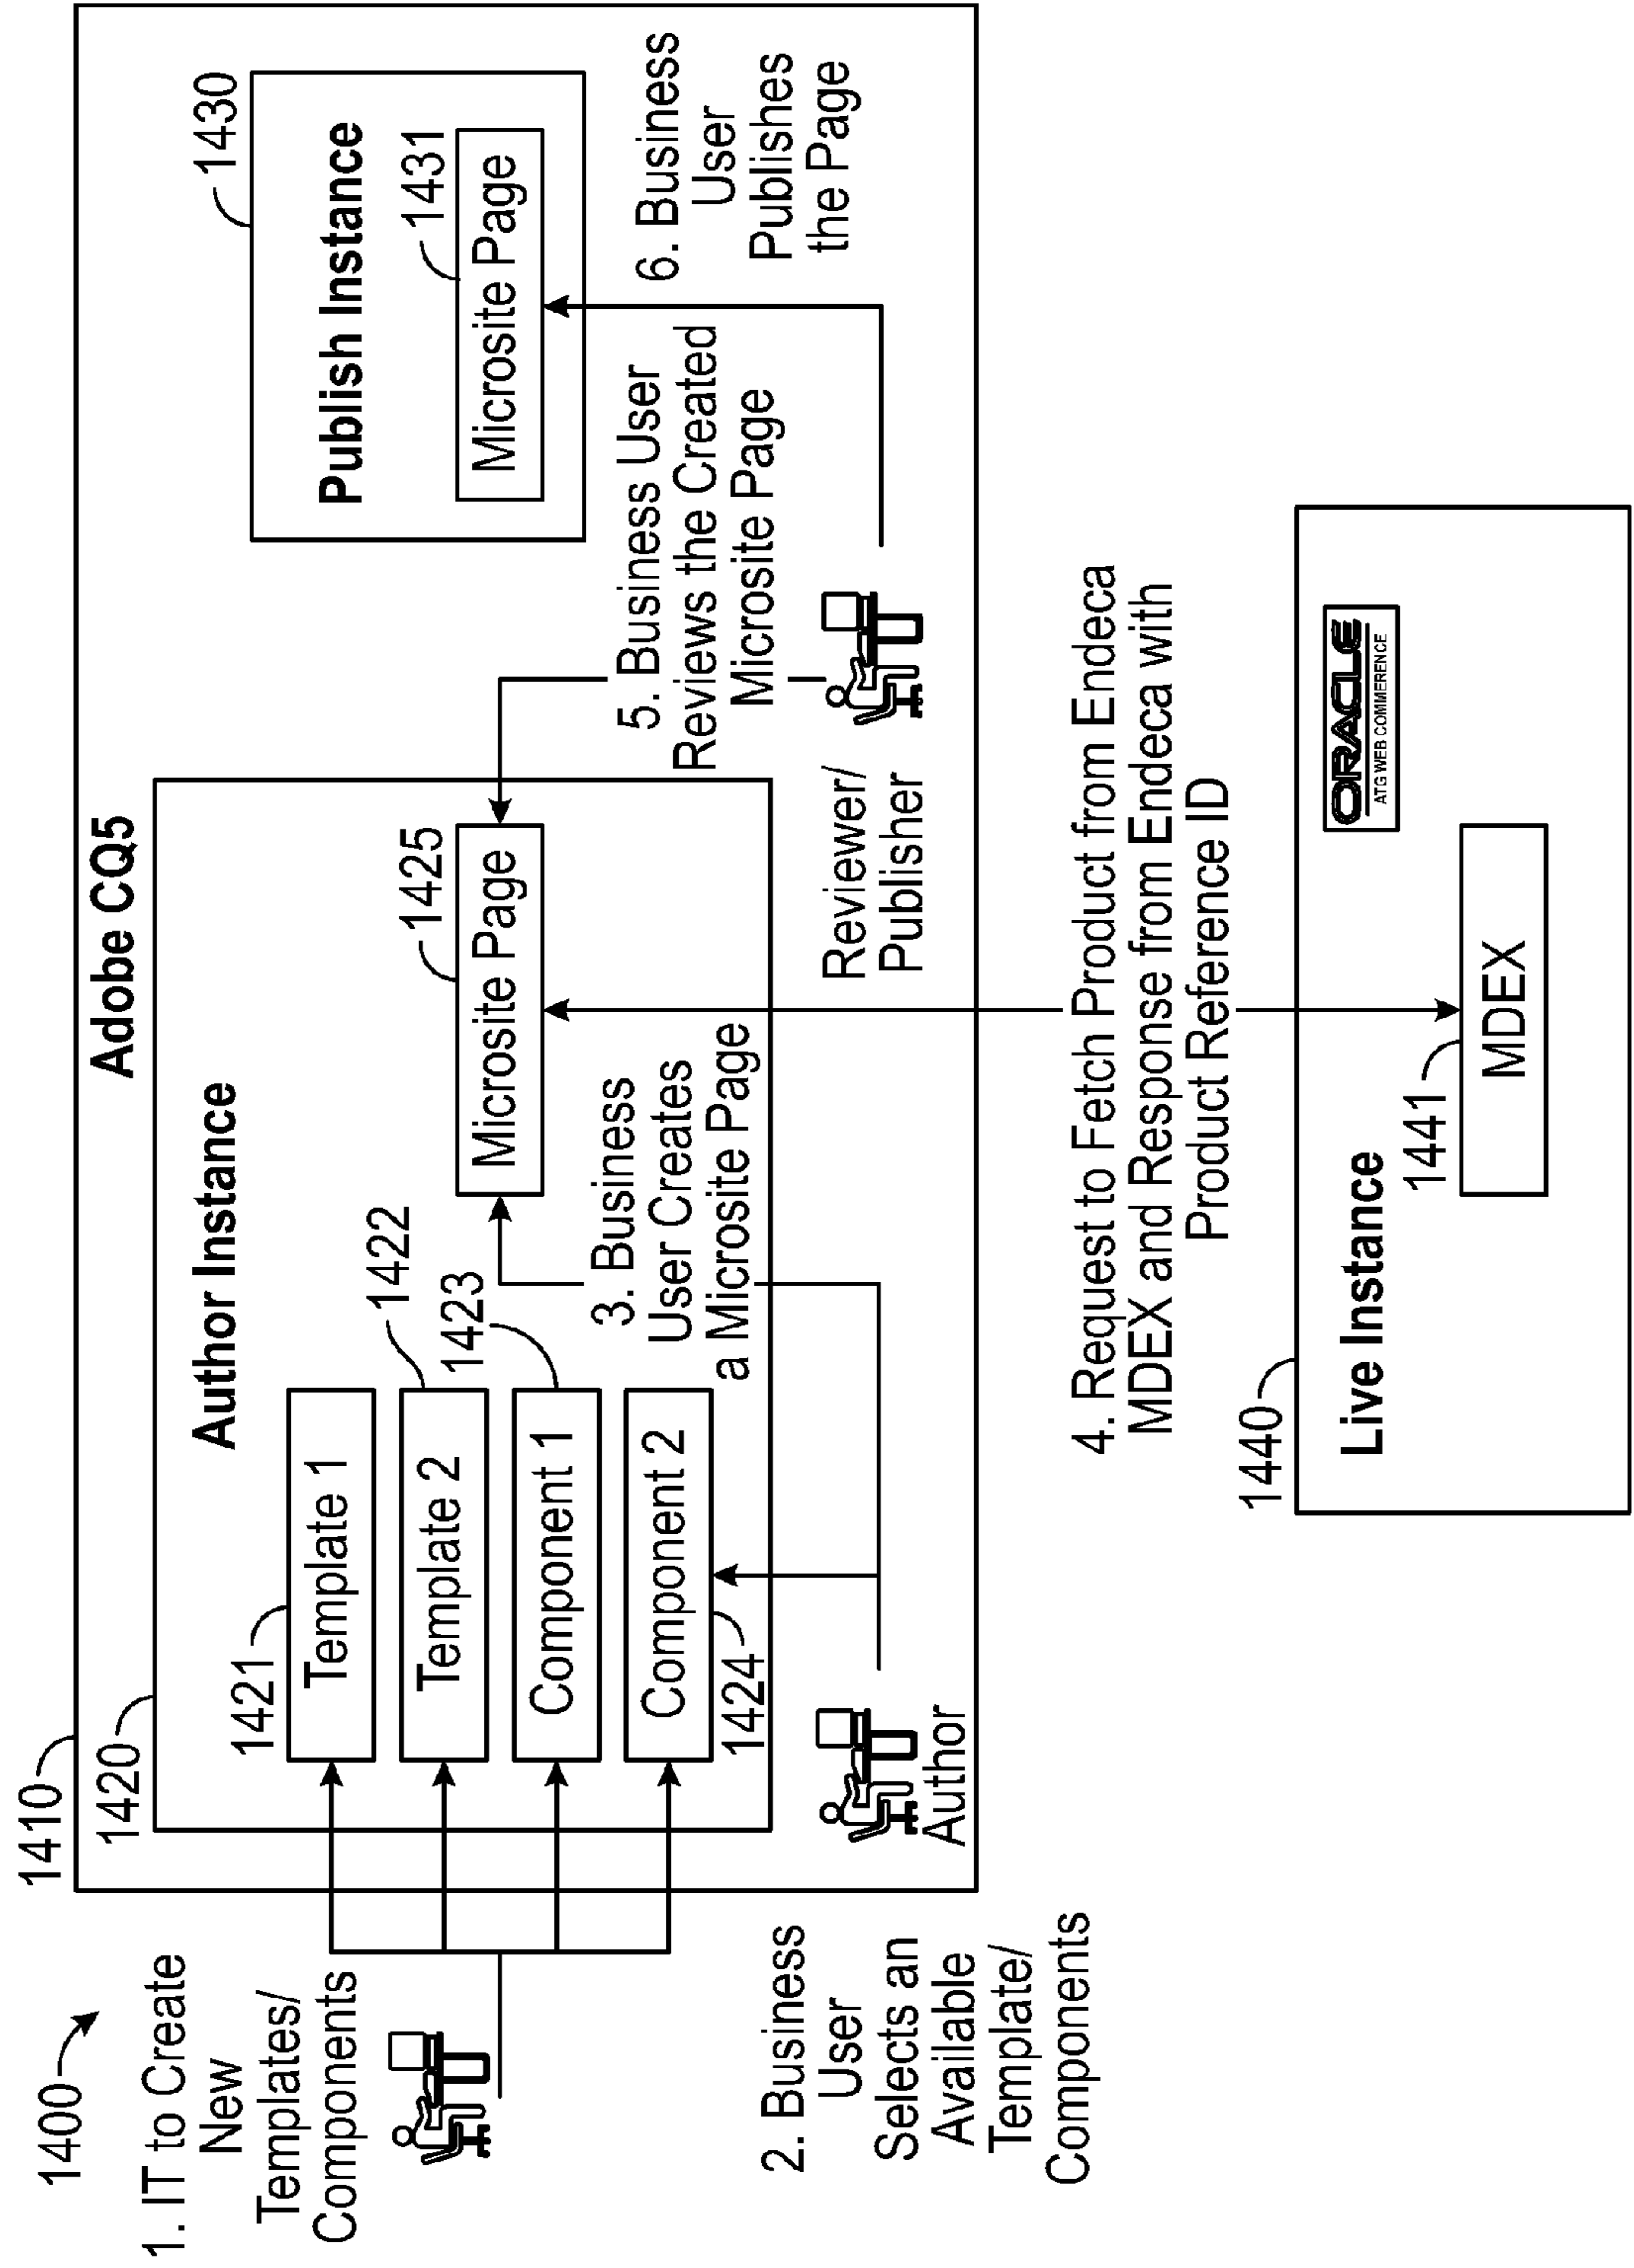 1400
1. IT to Create
New
Templates/
Components
2. Business
User
Selects an
Available
Template/
Components
1410
Adobe CQ5
1420
Author Instance
1421
Template 1
Template 2
1422
Component 1
1423
Component 2
1424
Author
3. Business
User Creates
a Microsite Page
Microsite Page
1425
5. Business User
Reviews the Created
Microsite Page
Reviewer/
Publisher
1430
Publish Instance
Microsite Page
1431
6. Business
User
Publishes
the Page
4. Request to Fetch Product from Endeca
MDEX and Response from Endeca with
Product Reference ID
1440
Live Instance
1441
MDEX
ORACLE
ATG WEB COMMERENCE